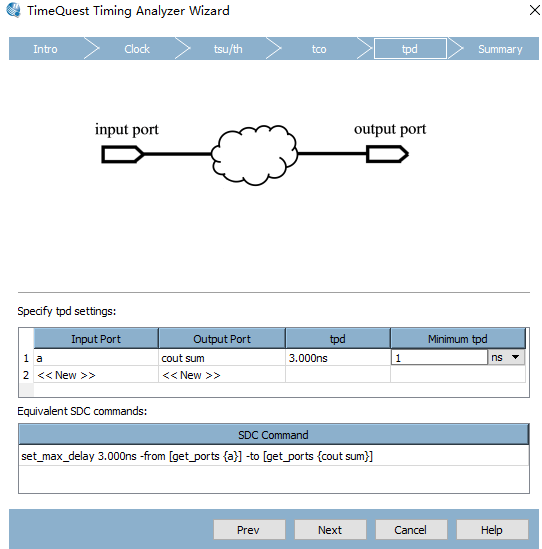 TimeQuest Timing Analyzer Wizard
Intro Clock tsu/th tco tpd Summary
input port output port
Specify tpd settings:
Input Port Output Port tpd Minimum tpd
1 a cout sum 3.000ns 1 ns
2 << New >> << New >>
Equivalent SDC commands:
SDC Command
set_max_delay 3.000ns -from [get_ports {a}] -to [get_ports {cout sum}]
Prev Next Cancel Help